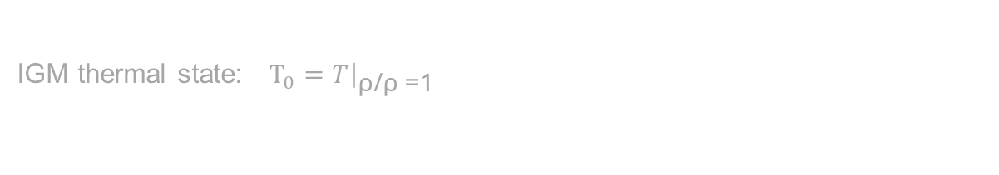 IGM thermal state: T₀ = T|ρ/ρ̅ =1